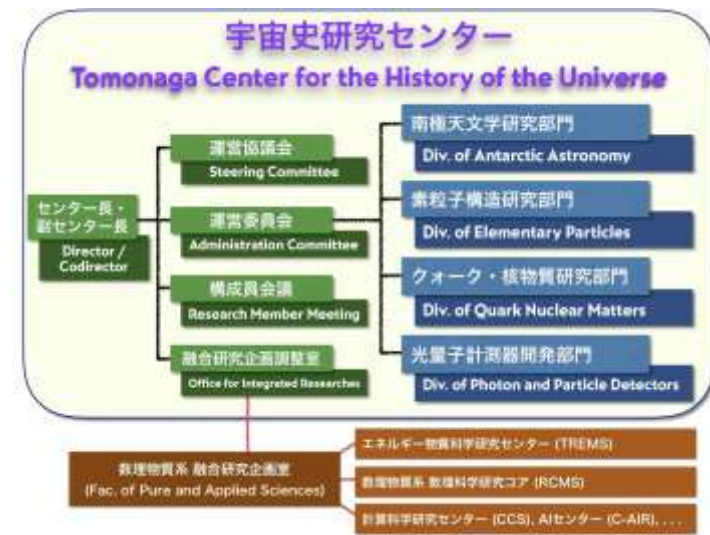 宇宙史研究センター
Tomonaga Center for the History of the Universe
センター長・
副センター長
Director /
Codirector
運営協議会
Steering Committee
運営委員会
Administration Committee
構成員会議
Research Member Meeting
融合研究企画調整室
Office for Integrated Researches
南極天文学研究部門
Div. of Antarctic Astronomy
素粒子構造研究部門
Div. of Elementary Particles
クォーク・核物質研究部門
Div. of Quark Nuclear Matters
光量子計測器開発部門
Div. of Photon and Particle Detectors
数理物質系 融合研究企画室
(Fac. of Pure and Applied Sciences)
エネルギー物質科学研究センター (TREMS)
数理物質系 数理科学研究コア (RCMS)
計算科学研究センター (CCS), AIセンター (C-AIR), . . . .